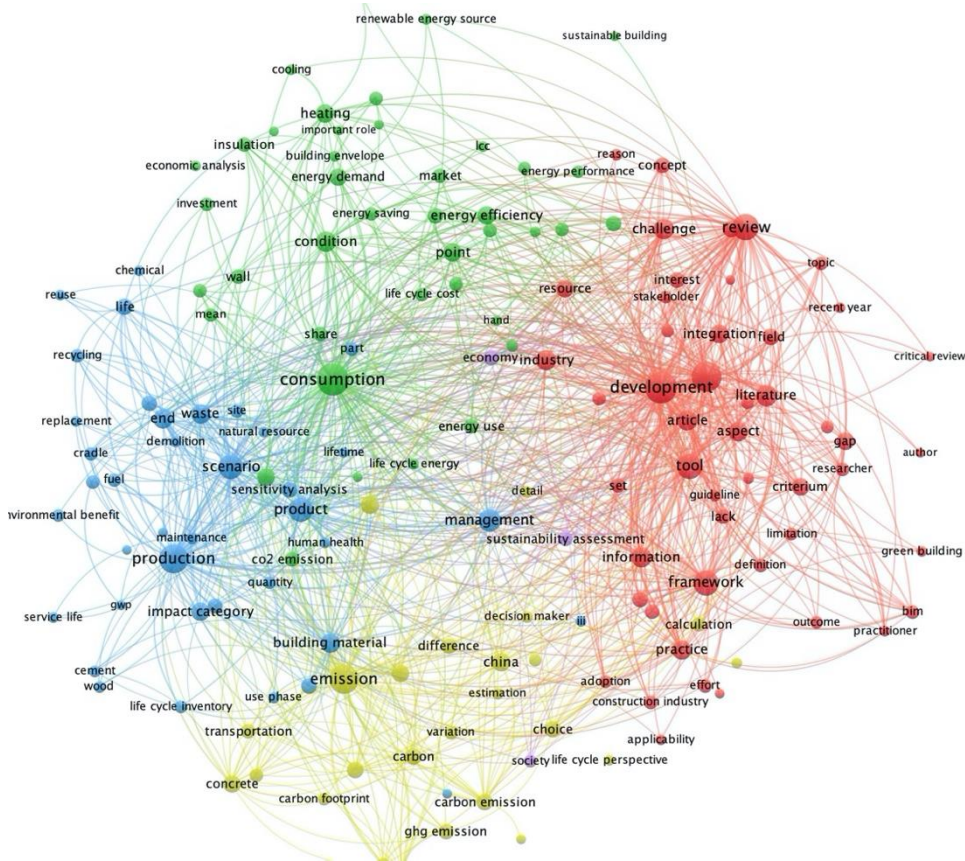 renewable energy source
sustainable building
cooling
heating
important role
insulation
lcc
reason
building envelope
economic analysis
concept
energy demand
market
energy performance
investment
energy saving
energy efficiency
challenge
review
condition
point
topic
chemical
wall
interest
reuse
life
life cycle cost
resource
stakeholder
recent year
mean
hand
share
integration
field
recycling
part
economy
industry
critical review
consumption
development
literature
replacement
end
waste
site
article
demolition
natural resource
energy use
aspect
gap
author
cradle
lifetime
scenario
life cycle energy
tool
researcher
fuel
sensitivity analysis
detail
set
criterium
guideline
product
nvironmental benefit
management
lack
maintenance
human health
sustainability assessment
limitation
production
co2 emission
information
green building
definition
quantity
framework
service life
gwp
impact category
decision maker
iii
calculation
outcome
bim
practitioner
building material
difference
practice
cement
china
wood
emission
adoption
effort
use phase
estimation
construction industry
life cycle inventory
transportation
variation
choice
applicability
carbon
society
life cycle perspective
concrete
carbon footprint
carbon emission
ghg emission